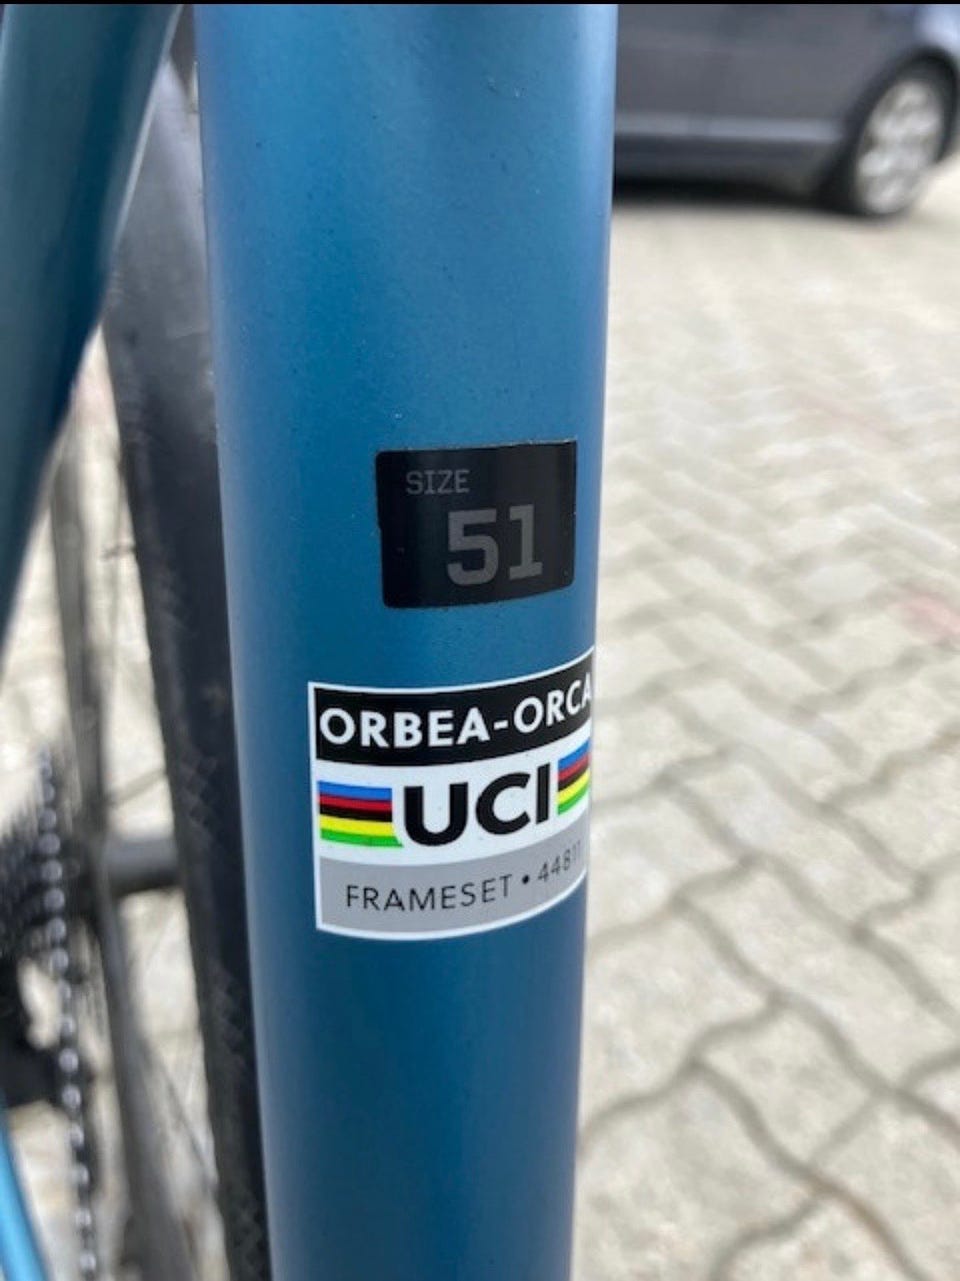 SIZE
51
ORBEA-ORCA
UCI
FRAMESET • 44811